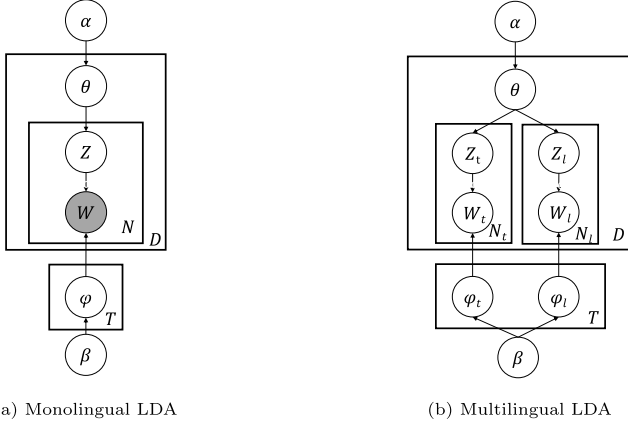 α
θ
Z
W
N
D
φ
T
β
a) Monolingual LDA
α
θ
Zt
Zl
Wt
Wl
Nt
Nl
D
φt
φl
T
β
(b) Multilingual LDA